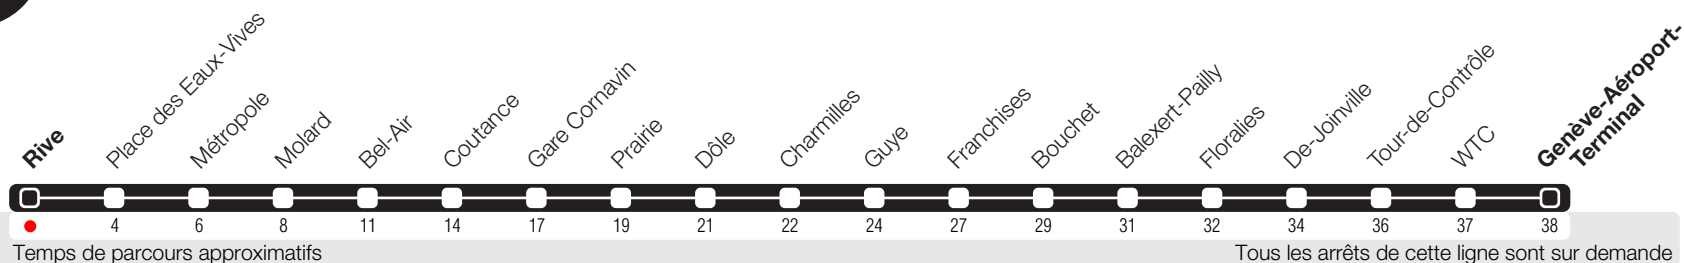 Rive
Place des Eaux-Vives
Métropole
Molard
Bel-Air
Coutance
Gare Cornavin
Prairie
Dôle
Charmilles
Guye
Franchises
Bouchet
Balexert-Pailly
Floralies
De-Joinville
Tour-de-Contrôle
WTC
Genève-Aéroport-
Terminal
4 6 8 11 14 17 19 21 22 24 27 29 31 32 34 36 37 38
Temps de parcours approximatifs
Tous les arrêts de cette ligne sont sur demande